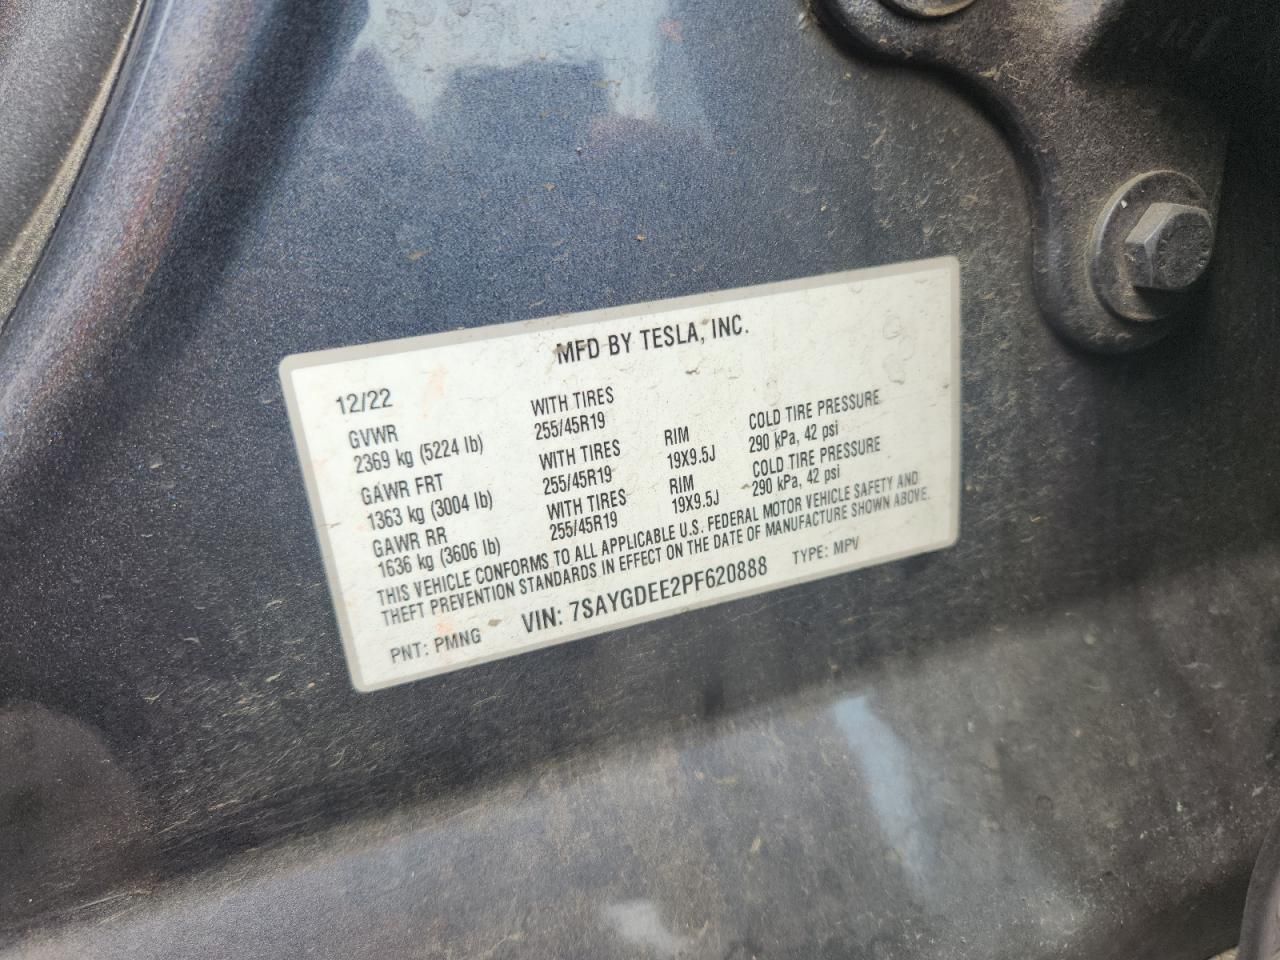 MFD BY TESLA, INC.
12/22
GVWR WITH TIRES
2369 kg (5224 lb) 255/45R19
GAWR FRT WITH TIRES RIM COLD TIRE PRESSURE
1363 kg (3004 lb) 255/45R19 19X9.5J 290 kPa, 42 psi
GAWR RR WITH TIRES RIM COLD TIRE PRESSURE
1636 kg (3606 lb) 255/45R19 19X9.5J 290 kPa, 42 psi
THIS VEHICLE CONFORMS TO ALL APPLICABLE U.S. FEDERAL MOTOR VEHICLE SAFETY AND
THEFT PREVENTION STANDARDS IN EFFECT ON THE DATE OF MANUFACTURE SHOWN ABOVE.
PNT: PMNG VIN: 7SAYGDEE2PF620888 TYPE: MPV